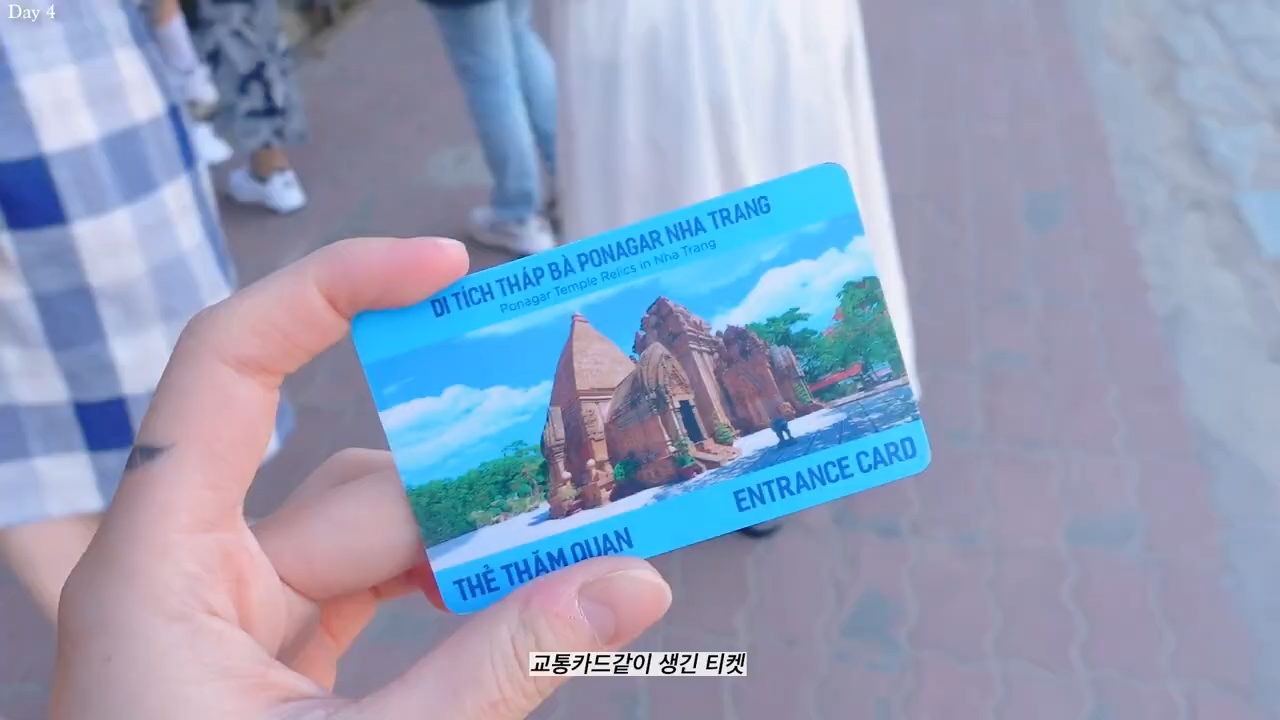 Day 4
DI TÍCH THÁP BÀ PONAGAR NHA TRANG
Ponagar Temple Relics in Nha Trang
ENTRANCE CARD
THẺ THĂM QUAN
교통카드같이 생긴 티켓